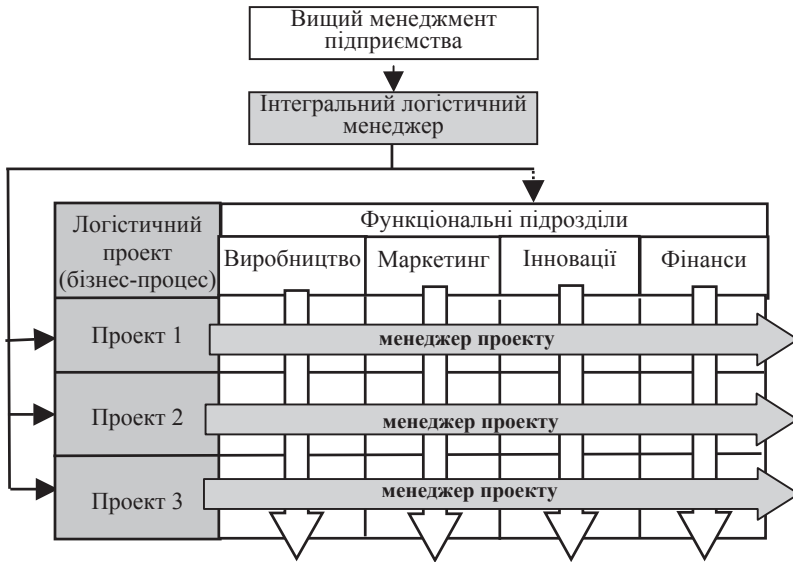 Вищий менеджмент
підприємства
Інтегральний логістичний
менеджер
Логістичний
проект
(бізнес-процес)
Функціональні підрозділи
Виробництво
Маркетинг
Інновації
Фінанси
Проект 1
менеджер проекту
Проект 2
менеджер проекту
Проект 3
менеджер проекту